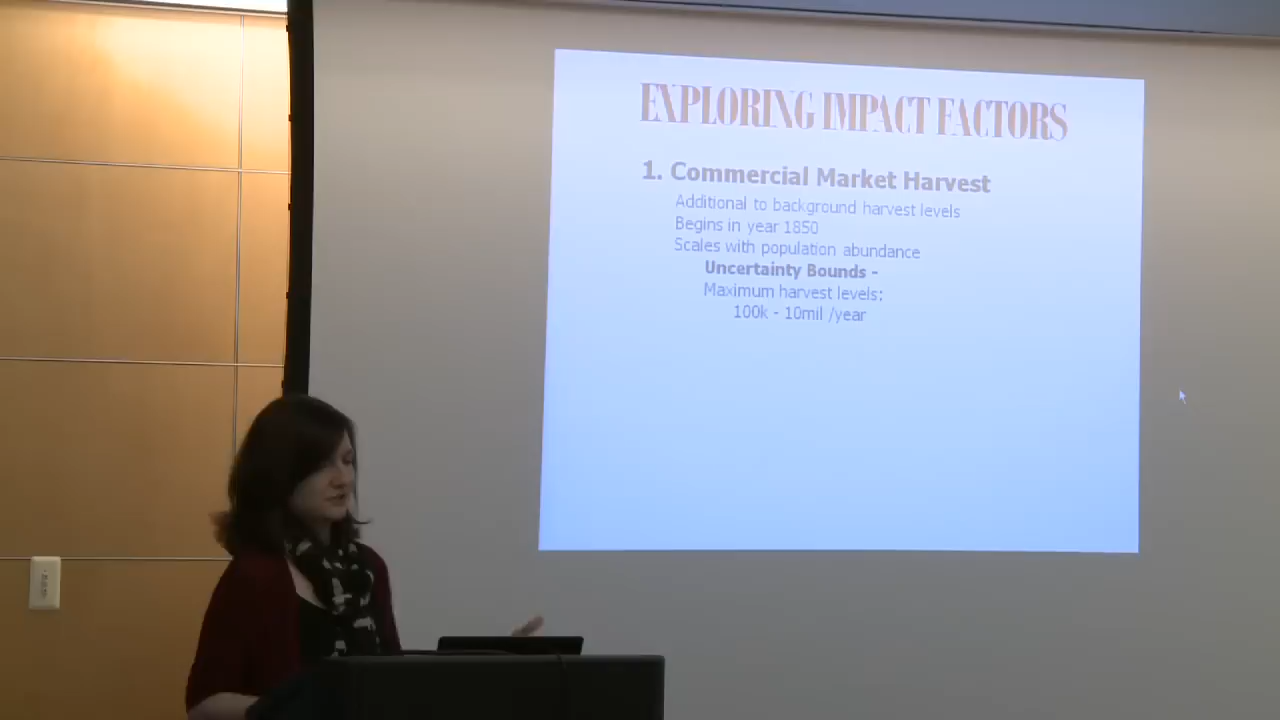 EXPLORING IMPACT FACTORS
1. Commercial Market Harvest
Additional to background harvest levels
Begins in year 1850
Scales with population abundance
Uncertainty Bounds -
Maximum harvest levels:
100k - 10mil /year